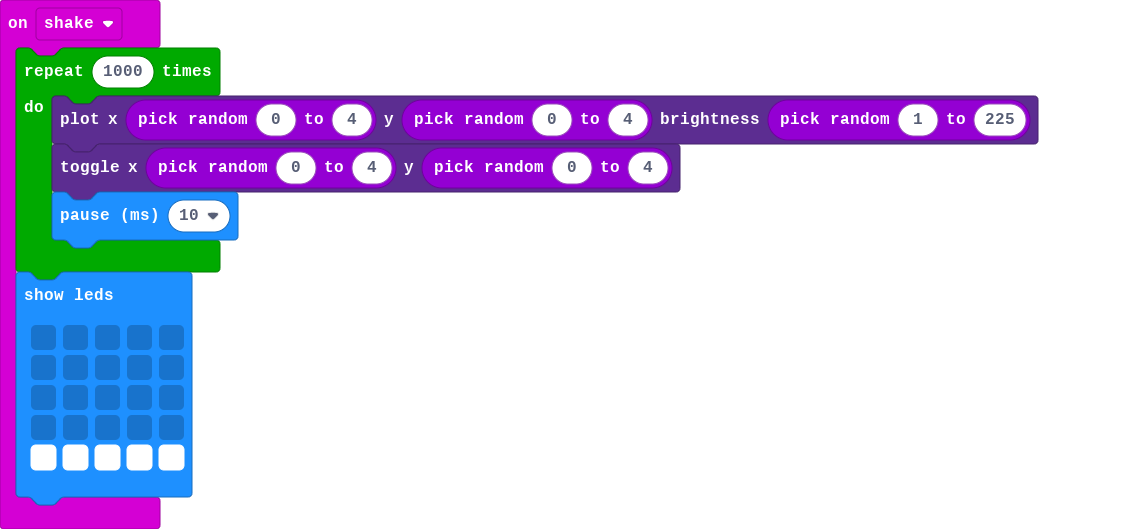 on shake
repeat 1000 times
do
plot x pick random 0 to 4 y pick random 0 to 4 brightness pick random 1 to 225
toggle x pick random 0 to 4 y pick random 0 to 4
pause (ms) 10
show leds